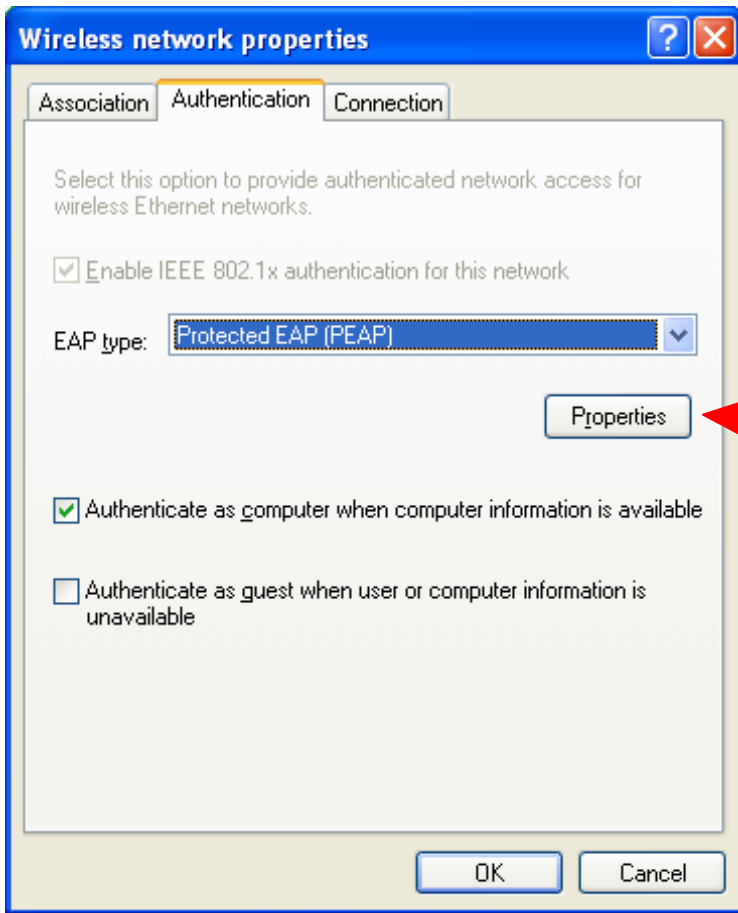 Wireless network properties
Association Authentication Connection
Select this option to provide authenticated network access for
wireless Ethernet networks.
Enable IEEE 802.1x authentication for this network
EAP type: Protected EAP (PEAP)
Properties
Authenticate as computer when computer information is available
Authenticate as guest when user or computer information is
unavailable
OK Cancel